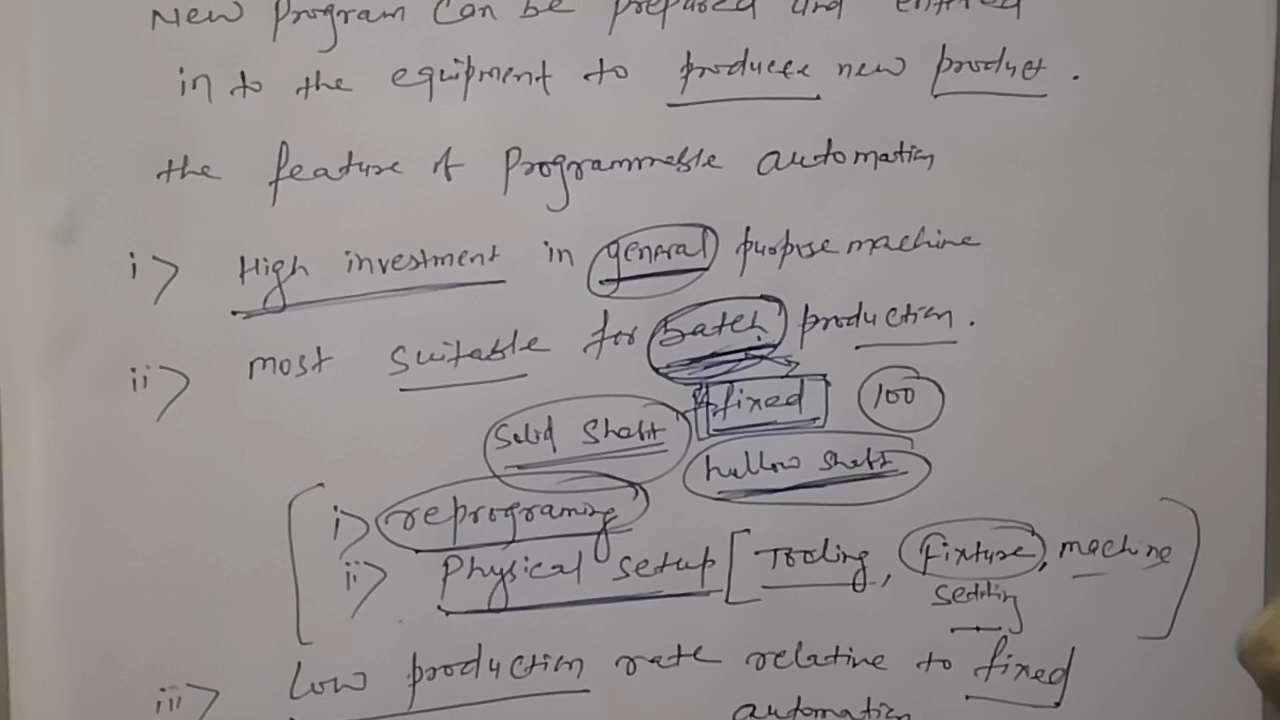 New program can be prepared and entered
in to the equipment to produce new product.
the feature of Programmable automation
i> High investment in general purpose machine
ii> most suitable for batch production.
fixed 100
Solid Shaft
hollow shaft
i> reprograming
ii> Physical setup [Tooling, fixture, machine
setting
iii> Low production rate relative to fixed
automation